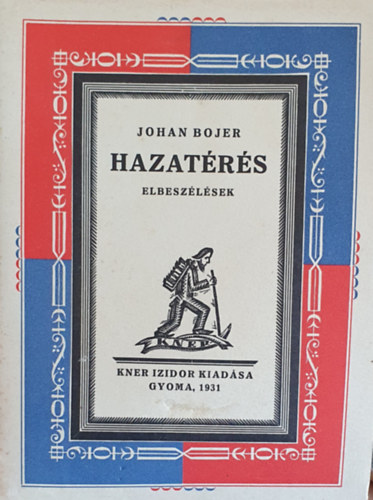 JOHAN BOJER
HAZATÉRÉS
ELBESZÉLÉSEK
KNER
KNER IZIDOR KIADÁSA
GYOMA, 1931